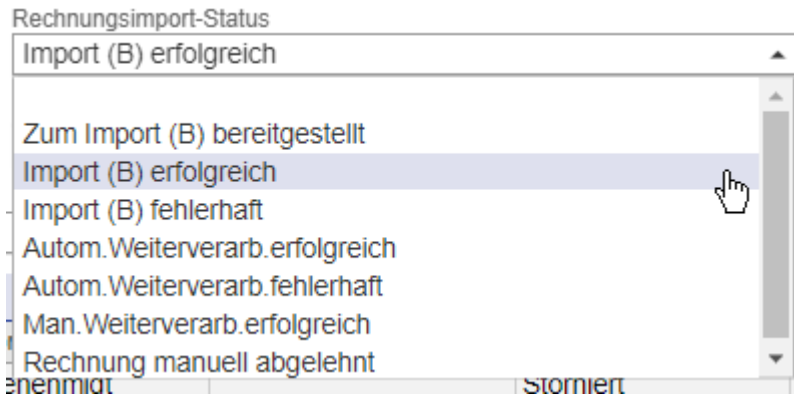 Rechnungsimport-Status
Import (B) erfolgreich
Zum Import (B) bereitgestellt
Import (B) erfolgreich
Import (B) fehlerhaft
Autom.Weiterverarb.erfolgreich
Autom.Weiterverarb.fehlerhaft
Man.Weiterverarb.erfolgreich
Rechnung manuell abgelehnt
Storniert